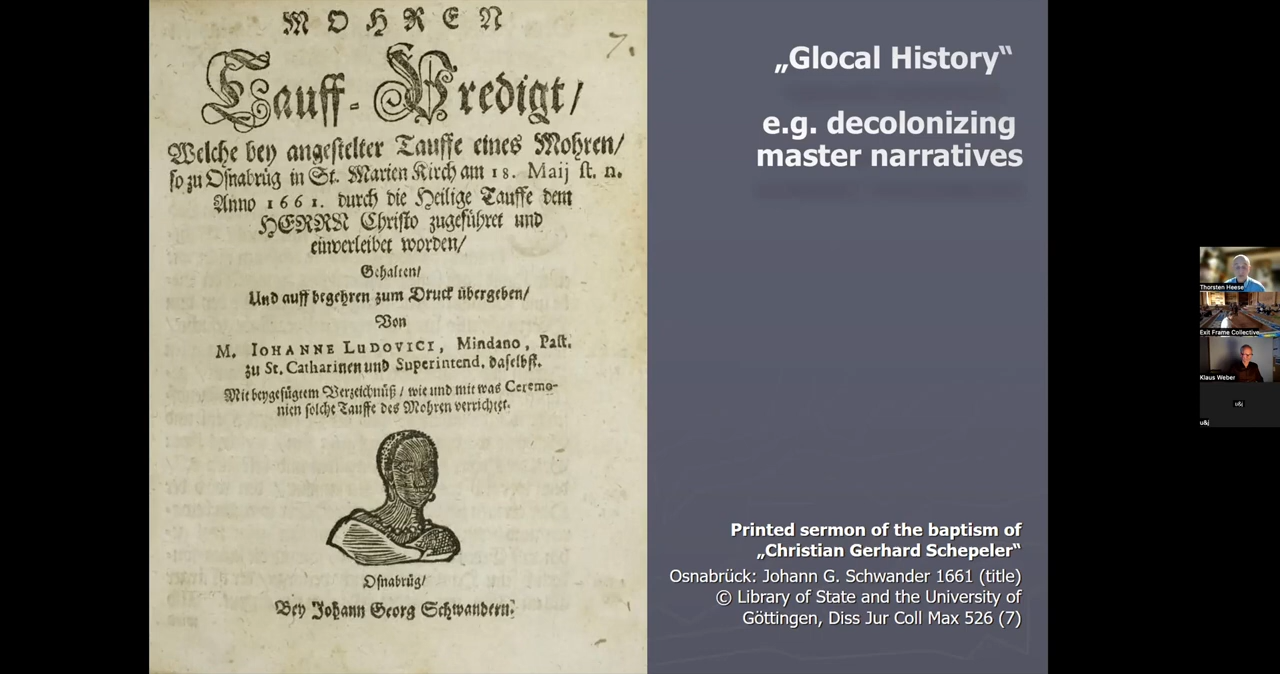 MOHREN
7.
Tauff-Predigt/
Welche bey angestelter Tauffe eines Mohren/
so zu Osnabrüg in St. Marien Kirch am 18. Maij st. n.
Anno 1661. durch die Heilige Tauffe dem
HERRN Christo zugeführet und
einverleibet worden/
Gehalten/
Und auff begehren zum Druck übergeben/
Von
M. IOHANNE LUDOVICI, Mindano, Past.
zu St. Catharinen und Superintend. daselbst.
Mit beygefügtem Verzeichnüß / wie und mit was Ceremo-
nien solche Tauffe des Mohren verrichtet.
Osnabrüg/
Bey Johann Georg Schwandern.
„Glocal History“
e.g. decolonizing
master narratives
Printed sermon of the baptism of
„Christian Gerhard Schepeler“
Osnabrück: Johann G. Schwander 1661 (title)
© Library of State and the University of
Göttingen, Diss Jur Coll Max 526 (7)
Thorsten Heese
Exit Frame Collective
Klaus Weber
u&j
u&j